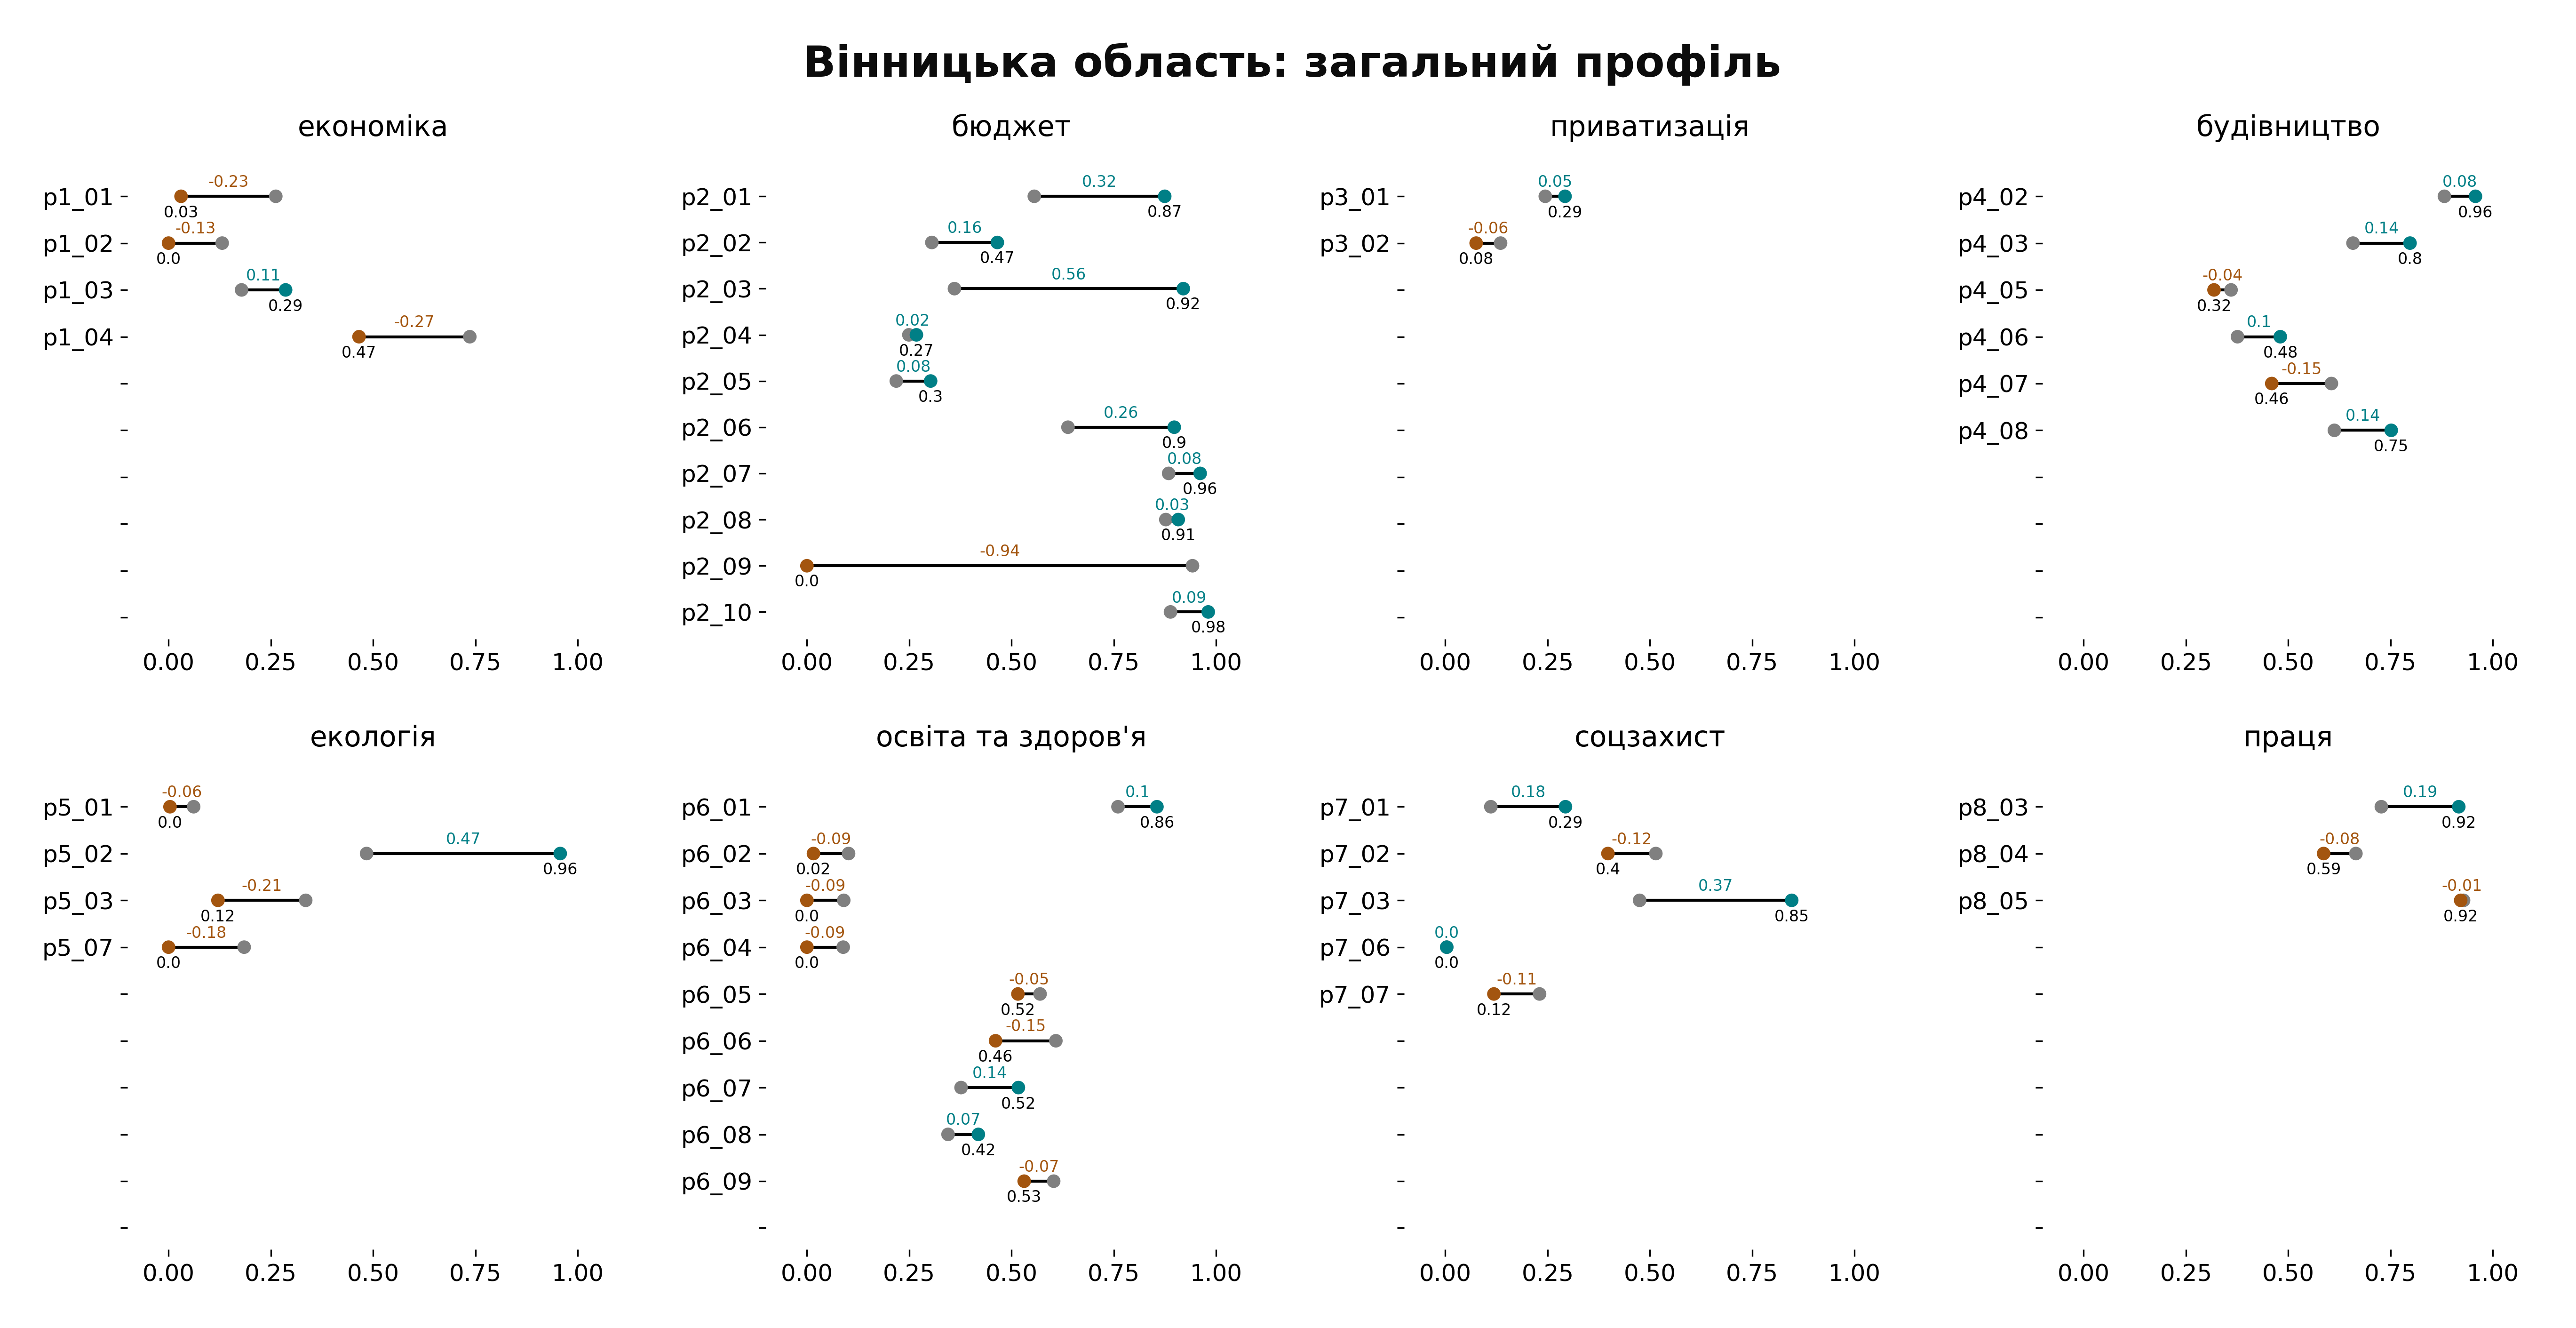 Вінницька область: загальний профіль
економіка
p1_01
-0.23
0.03
p1_02
-0.13
0.0
p1_03
0.11
0.29
p1_04
-0.27
0.47
0.00 0.25 0.50 0.75 1.00
бюджет
p2_01
0.32
0.87
p2_02
0.16
0.47
p2_03
0.56
0.92
p2_04
0.02
0.27
p2_05
0.08
0.3
p2_06
0.26
0.9
p2_07
0.08
0.96
p2_08
0.03
0.91
p2_09
-0.94
0.0
p2_10
0.09
0.98
0.00 0.25 0.50 0.75 1.00
приватизація
p3_01
0.05
0.29
p3_02
-0.06
0.08
0.00 0.25 0.50 0.75 1.00
будівництво
p4_02
0.08
0.96
p4_03
0.14
0.8
p4_05
-0.04
0.32
p4_06
0.1
0.48
p4_07
-0.15
0.46
p4_08
0.14
0.75
0.00 0.25 0.50 0.75 1.00
екологія
p5_01
-0.06
0.0
p5_02
0.47
0.96
p5_03
-0.21
0.12
p5_07
-0.18
0.0
0.00 0.25 0.50 0.75 1.00
освіта та здоров'я
p6_01
0.1
0.86
p6_02
-0.09
0.02
p6_03
-0.09
0.0
p6_04
-0.09
0.0
p6_05
-0.05
0.52
p6_06
-0.15
0.46
p6_07
0.14
0.52
p6_08
0.07
0.42
p6_09
-0.07
0.53
0.00 0.25 0.50 0.75 1.00
соцзахист
p7_01
0.18
0.29
p7_02
-0.12
0.4
p7_03
0.37
0.85
p7_06
0.0
0.0
p7_07
-0.11
0.12
0.00 0.25 0.50 0.75 1.00
праця
p8_03
0.19
0.92
p8_04
-0.08
0.59
p8_05
-0.01
0.92
0.00 0.25 0.50 0.75 1.00